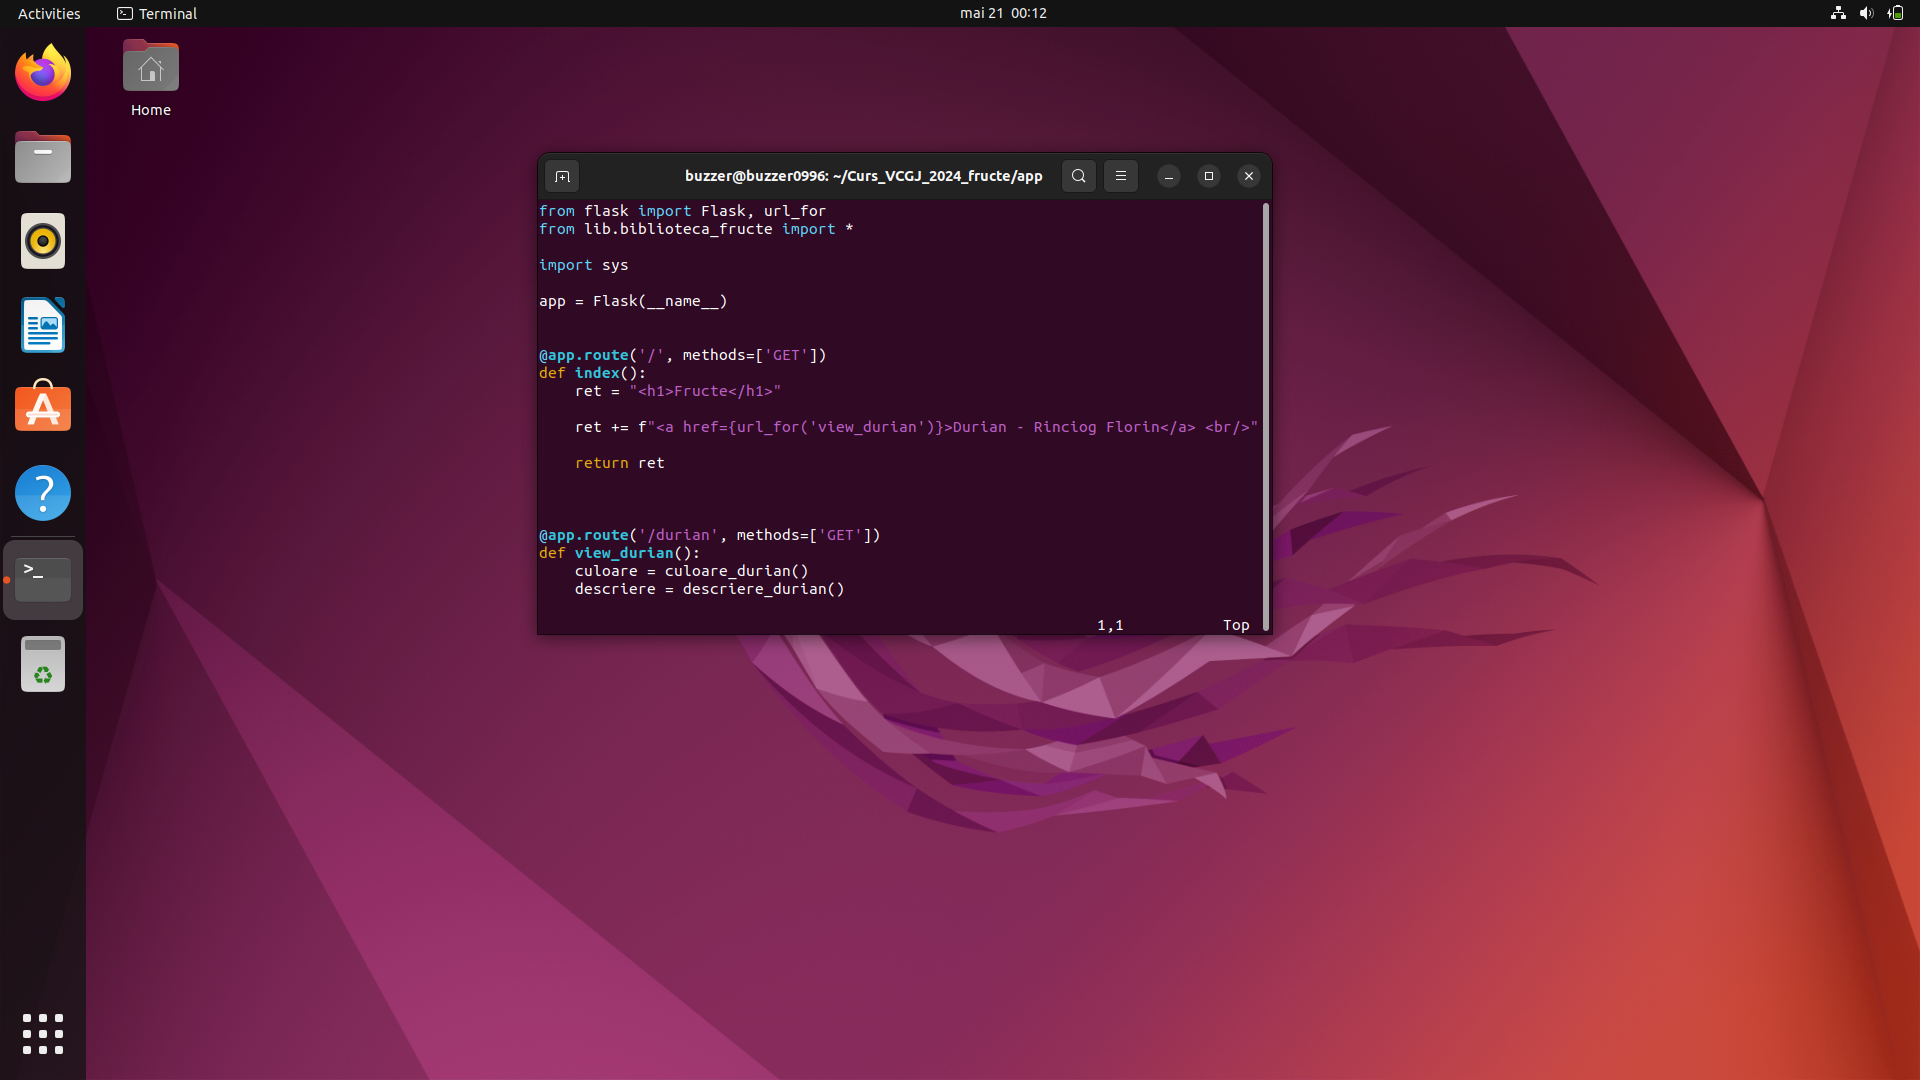 Activities
Terminal
mai 21 00:12
Home
buzzer@buzzer0996: ~/Curs_VCGJ_2024_fructe/app
from flask import Flask, url_for
from lib.biblioteca_fructe import *
import sys
app = Flask(__name__)
@app.route('/', methods=['GET'])
def index():
    ret = "<h1>Fructe</h1>"
    ret += f"<a href={url_for('view_durian')}>Durian - Rinciog Florin</a> <br/>"
    return ret
@app.route('/durian', methods=['GET'])
def view_durian():
    culoare = culoare_durian()
    descriere = descriere_durian()
1,1 Top